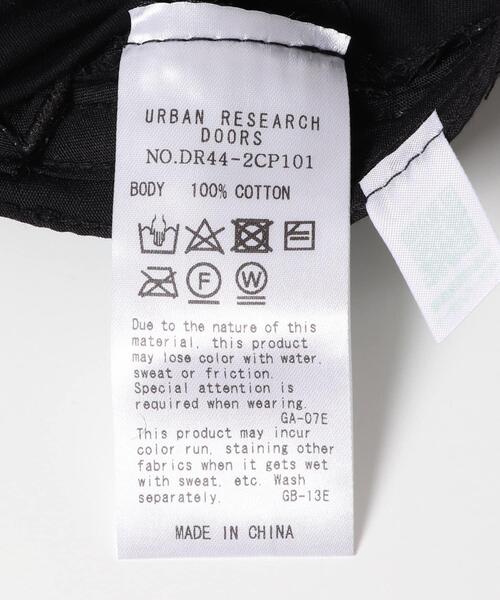 URBAN RESEARCH
DOORS
NO.DR44-2CP101
BODY 100% COTTON
F W
Due to the nature of this
material, this product
may lose color with water,
sweat or friction.
Special attention is
required when wearing.
GA-07E
This product may incur
color run, staining other
fabrics when it gets wet
with sweat, etc. Wash
separately. GB-13E
MADE IN CHINA